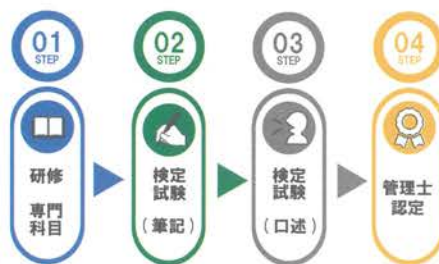 01
STEP
02
STEP
03
STEP
04
STEP
研修
専門
科目
検定
試験
(筆記)
検定
試験
(口述)
管理士
認定